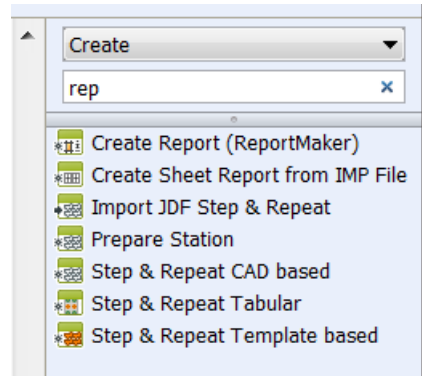 Create
rep
Create Report (ReportMaker)
Create Sheet Report from IMP File
Import JDF Step & Repeat
Prepare Station
Step & Repeat CAD based
Step & Repeat Tabular
Step & Repeat Template based